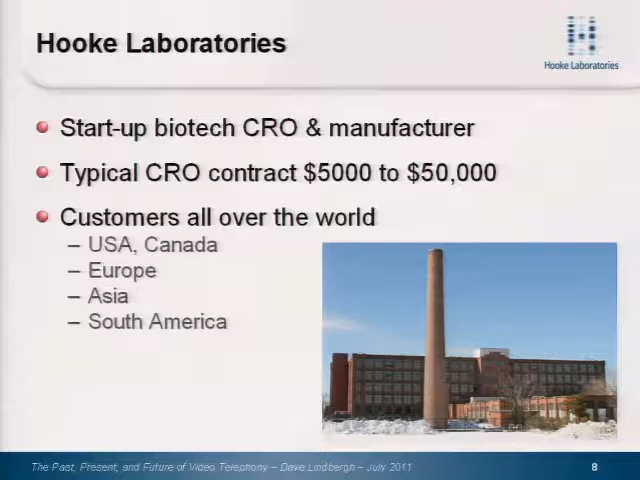 Hooke Laboratories
Hooke Laboratories
Start-up biotech CRO & manufacturer
Typical CRO contract $5000 to $50,000
Customers all over the world
– USA, Canada
– Europe
– Asia
– South America
The Past, Present, and Future of Video Telephony – Dave Lindbergh – July 2011
8